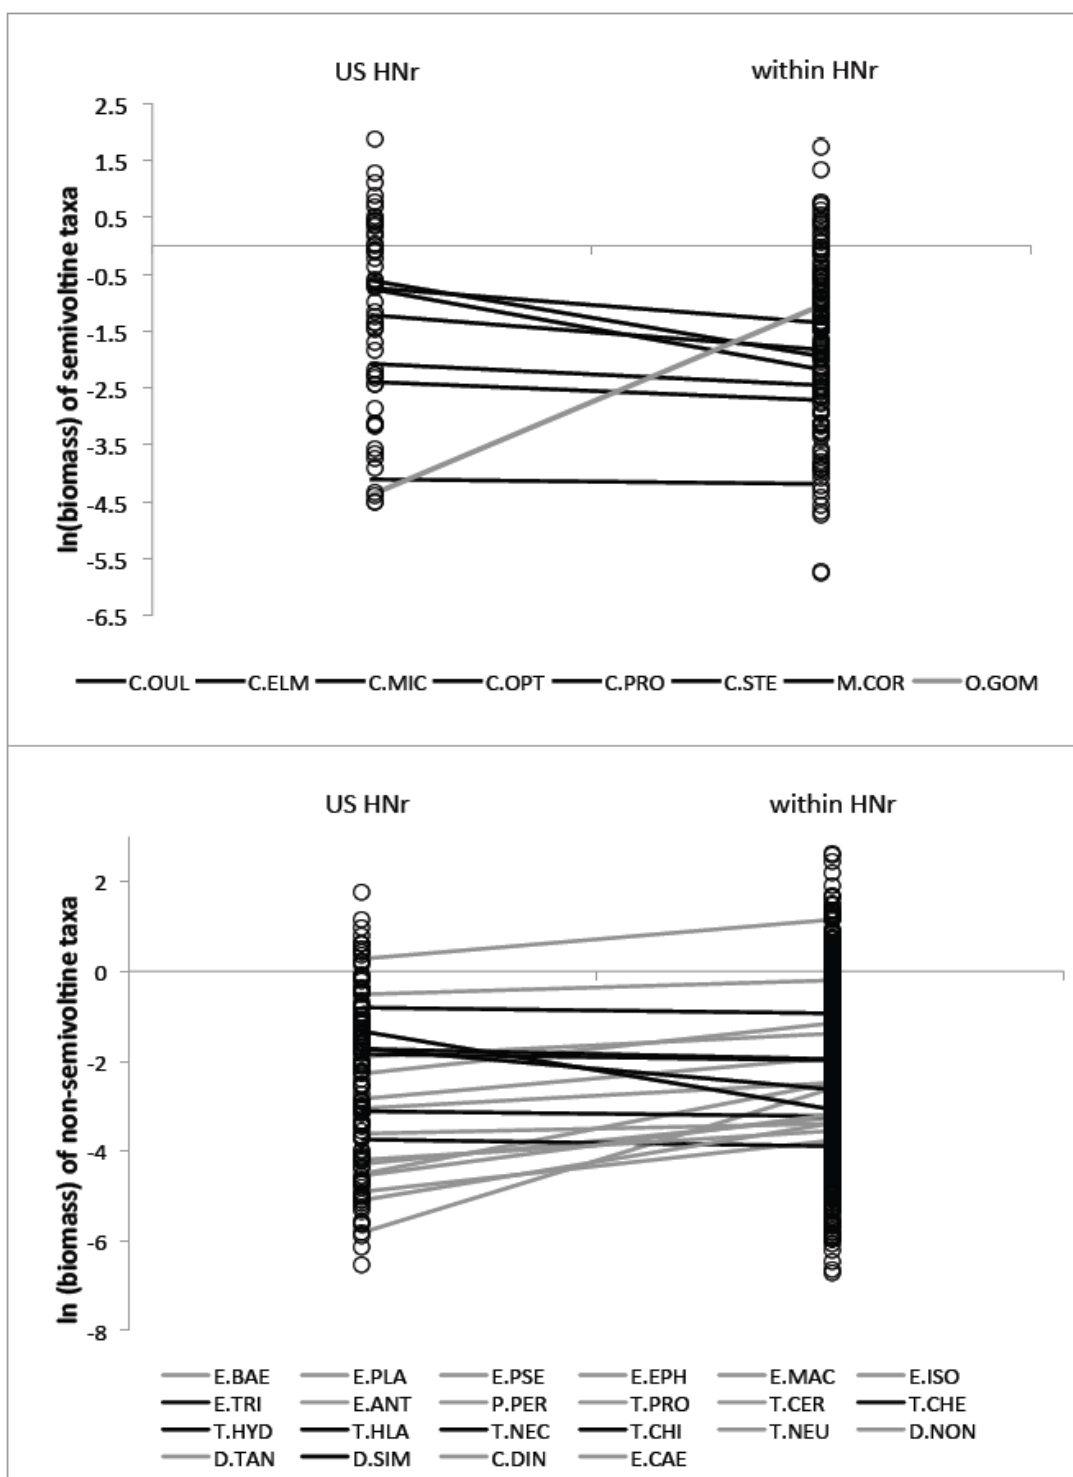 US HNr within HNr
ln(biomass) of semivoltine taxa
2.5
1.5
0.5
-0.5
-1.5
-2.5
-3.5
-4.5
-5.5
-6.5
C.OUL C.ELM C.MIC C.OPT C.PRO C.STE M.COR O.GOM
US HNr within HNr
ln (biomass) of non-semivoltine taxa
2
0
-2
-4
-6
-8
E.BAE E.PLA E.PSE E.EPH E.MAC E.ISO
E.TRI E.ANT P.PER T.PRO T.CER T.CHE
T.HYD T.HLA T.NEC T.CHI T.NEU D.NON
D.TAN D.SIM C.DIN E.CAE